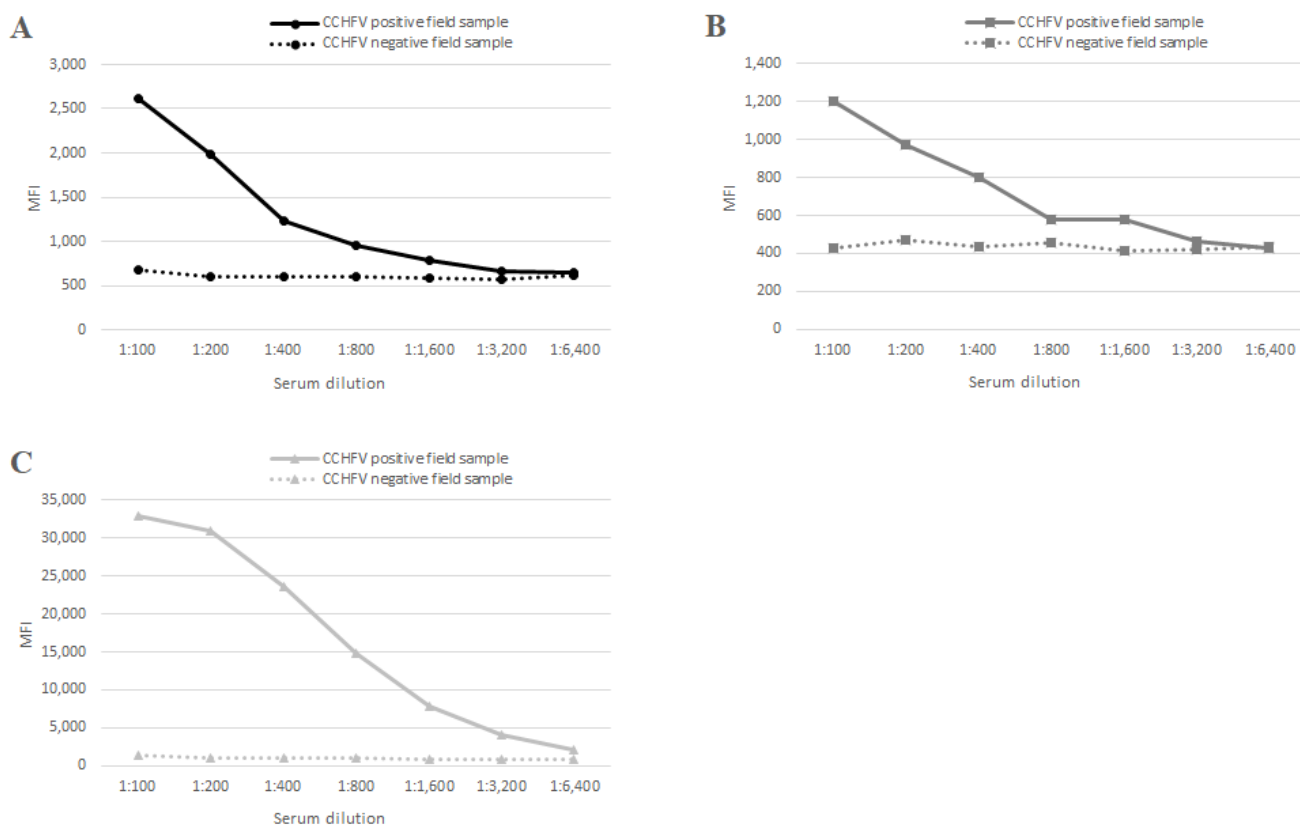 A
CCHFV positive field sample
CCHFV negative field sample
3,000
2,500
2,000
1,500
1,000
500
0
MFI
1:100 1:200 1:400 1:800 1:1,600 1:3,200 1:6,400
Serum dilution
B
CCHFV positive field sample
CCHFV negative field sample
1,400
1,200
1,000
800
600
400
200
0
MFI
1:100 1:200 1:400 1:800 1:1,600 1:3,200 1:6,400
Serum dilution
C
CCHFV positive field sample
CCHFV negative field sample
35,000
30,000
25,000
20,000
15,000
10,000
5,000
0
MFI
1:100 1:200 1:400 1:800 1:1,600 1:3,200 1:6,400
Serum dilution